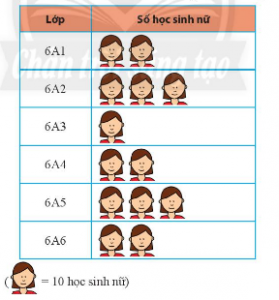 Lớp Số học sinh nữ
6A1
6A2
6A3
6A4
6A5
6A6
( = 10 học sinh nữ)